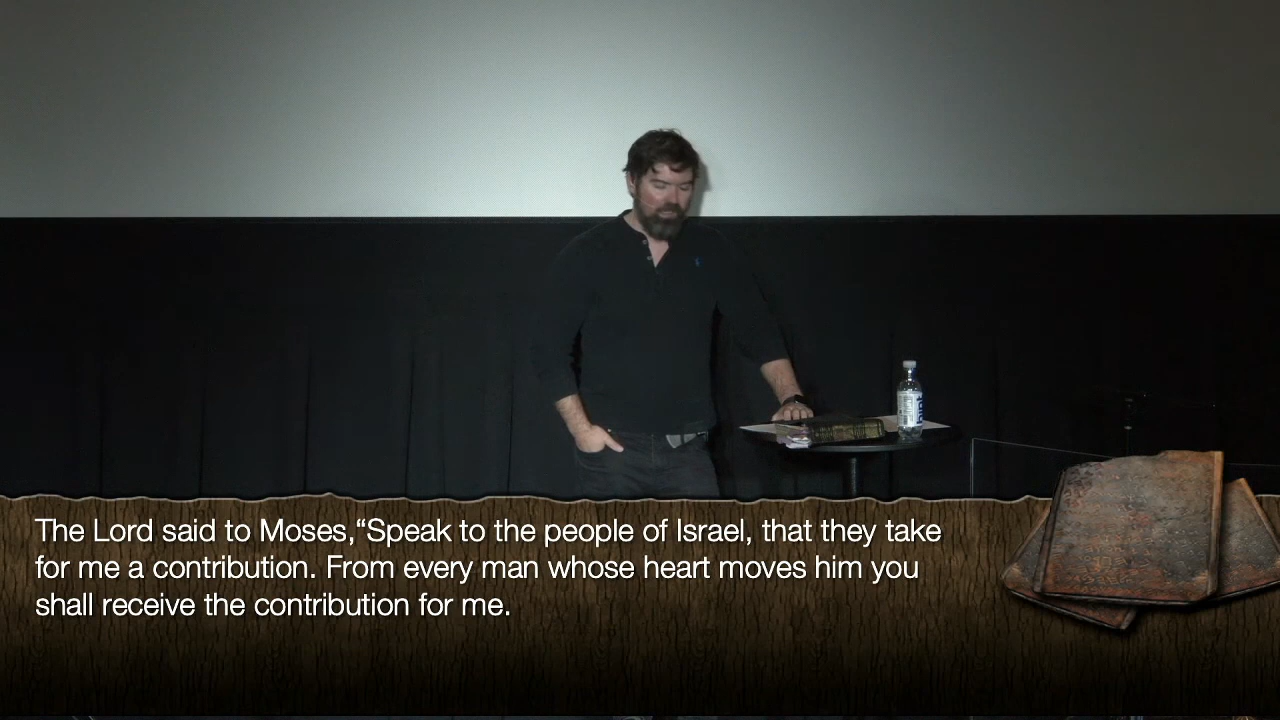 The Lord said to Moses,“Speak to the people of Israel, that they take
for me a contribution. From every man whose heart moves him you
shall receive the contribution for me.